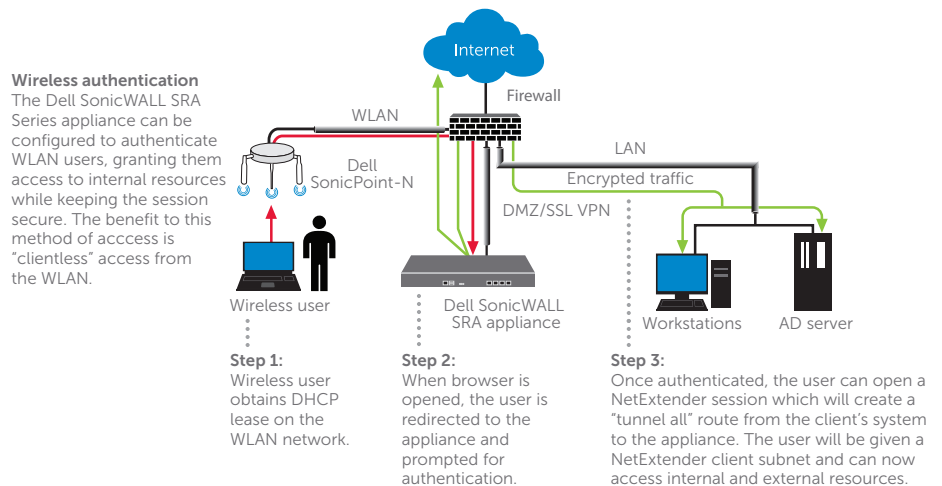 Internet
Firewall
Wireless authentication
The Dell SonicWALL SRA
Series appliance can be
configured to authenticate
WLAN users, granting them
access to internal resources
while keeping the session
secure. The benefit to this
method of acccess is
"clientless" access from
the WLAN.
WLAN
Dell
SonicPoint-N
LAN
Encrypted traffic
DMZ/SSL VPN
Wireless user
Dell SonicWALL
SRA appliance
Workstations
AD server
Step 1:
Wireless user
obtains DHCP
lease on the
WLAN network.
Step 2:
When browser is
opened, the user is
redirected to the
appliance and
prompted for
authentication.
Step 3:
Once authenticated, the user can open a
NetExtender session which will create a
"tunnel all" route from the client's system
to the appliance. The user will be given a
NetExtender client subnet and can now
access internal and external resources.